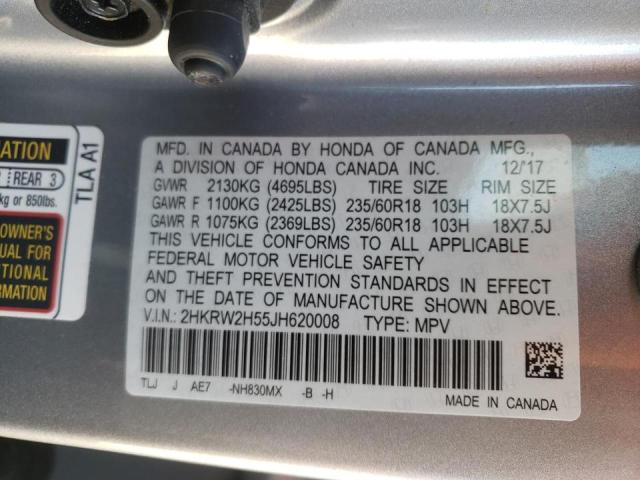 ATION
REAR 3
kg or 850lbs.
OWNER'S
UAL FOR
TIONAL
ORMATION
TLA A1
MFD. IN CANADA BY HONDA OF CANADA MFG.,
A DIVISION OF HONDA CANADA INC. 12/'17
GVWR 2130KG (4695LBS) TIRE SIZE RIM SIZE
GAWR F 1100KG (2425LBS) 235/60R18 103H 18X7.5J
GAWR R 1075KG (2369LBS) 235/60R18 103H 18X7.5J
THIS VEHICLE CONFORMS TO ALL APPLICABLE
FEDERAL MOTOR VEHICLE SAFETY
AND THEFT PREVENTION STANDARDS IN EFFECT
ON THE DATE OF MANUFACTURE SHOWN ABOVE.
V.I.N.: 2HKRW2H55JH620008 TYPE: MPV
TLJ J AE7 -NH830MX -B -H
MADE IN CANADA